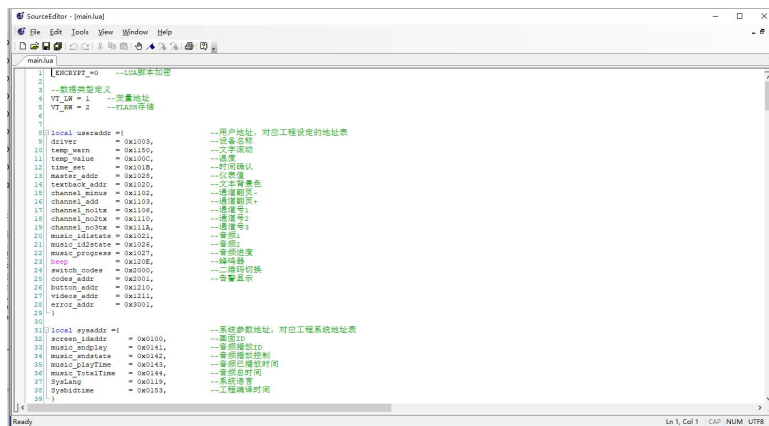 SourceEditor - [main.lua]
File Edit Tools View Window Help
main.lua
1 _ENCRYPT_=0 --LUA脚本加密
2
3 --数据类型定义
4 VT_LW = 1 --变量地址
5 VT_RW = 2 --FLASH存储
6
7
8 local useraddr ={ --用户地址，对应工程设定的地址表
9 driver = 0x1003, --设备名称
10 temp_warn = 0x1150, --文字滚动
11 temp_value = 0x100C, --温度
12 time_set = 0x101B, --时间确认
13 master_addr = 0x1028, --仪表值
14 textback_addr = 0x1020, --文本背景色
15 channel_minus = 0x1102, --通道翻页-
16 channel_add = 0x1103, --通道翻页+
17 channel_no1tx = 0x1106, --通道号1
18 channel_no2tx = 0x1110, --通道号2
19 channel_no3tx = 0x111A, --通道号3
20 music_id1state = 0x1021, --音频1
21 music_id2state = 0x1026, --音频2
22 music_progress = 0x1027, --音频进度
23 beep = 0x120E, --蜂鸣器
24 switch_codes = 0x2000, --二维码切换
25 codes_addr = 0x2001, --告警显示
26 button_addr = 0x1210,
27 videos_addr = 0x1211,
28 error_addr = 0x3001,
29 }
30
31 local sysaddr ={ --系统参数地址，对应工程系统地址表
32 screen_idaddr = 0x0100, --画面ID
33 music_sndplay = 0x0141, --音频播放ID
34 music_sndstate = 0x0142, --音频播放控制
35 music_playTime = 0x0143, --音频已播放时间
36 music_TotalTime = 0x0144, --音频总时间
37 SysLang = 0x0119, --系统语言
38 Sysbidtime = 0x0153, --工程编译时间
39 }
Ready Ln 1, Col 1 CAP NUM UTF8